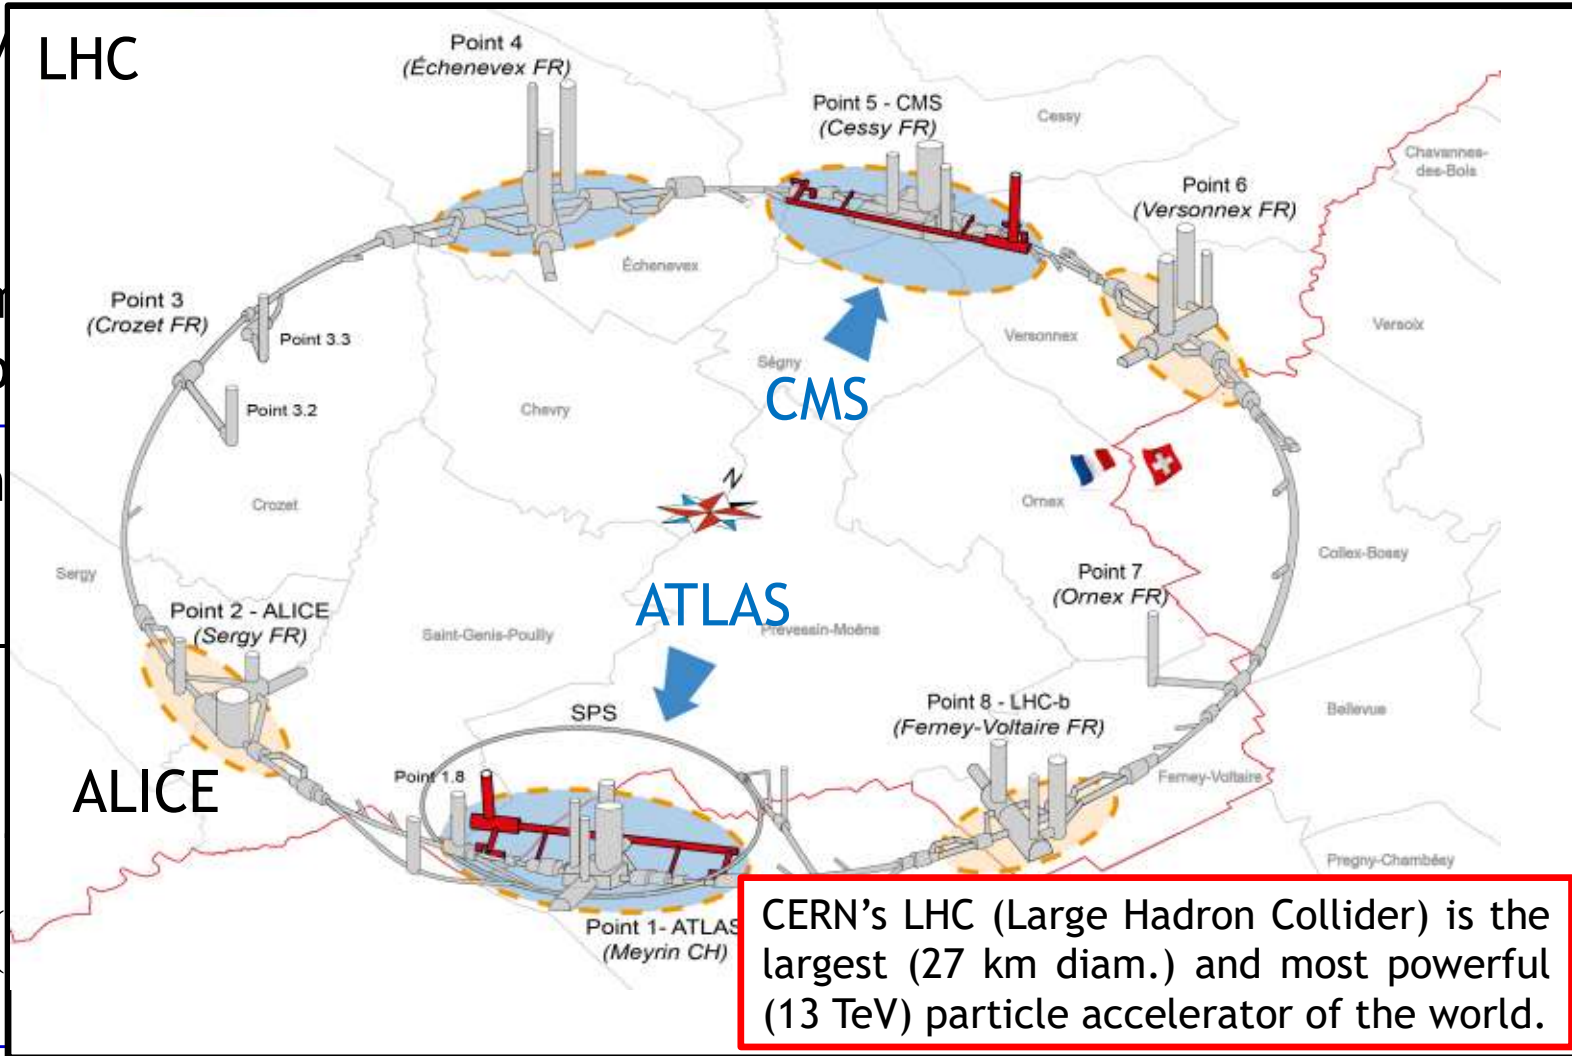 LHC
Point 4
(Échenevex FR)
Point 5 - CMS
(Cessy FR)
Cessy
Chavannes-
des-Bois
Point 6
(Versonnex FR)
Échenevex
Point 3
(Crozet FR)
Point 3.3
Versonnex
Versoix
Ségny
CMS
Point 3.2
Chevry
N
Crozet
Ornex
Collex-Bossy
Sergy
Point 7
(Ornex FR)
ATLAS
Point 2 - ALICE
(Sergy FR)
Saint-Genis-Pouilly
Prévessin-Moëns
SPS
Point 8 - LHC-b
(Ferney-Voltaire FR)
Bellevue
ALICE
Point 1.8
Ferney-Voltaire
Pregny-Chambésy
Point 1- ATLAS
(Meyrin CH)
CERN’s LHC (Large Hadron Collider) is the
largest (27 km diam.) and most powerful
(13 TeV) particle accelerator of the world.